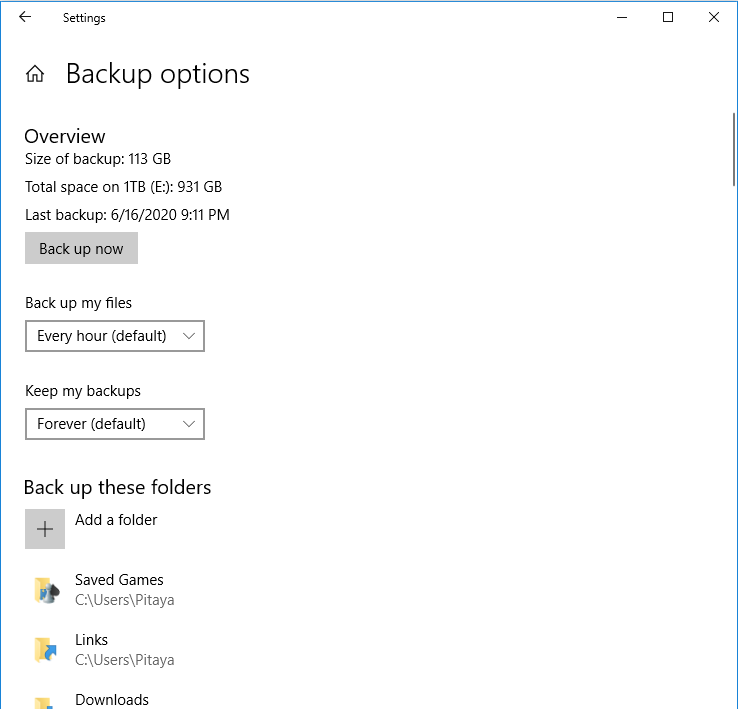 Settings
Backup options
Overview
Size of backup: 113 GB
Total space on 1TB (E:): 931 GB
Last backup: 6/16/2020 9:11 PM
Back up now
Back up my files
Every hour (default)
Keep my backups
Forever (default)
Back up these folders
Add a folder
Saved Games
C:\Users\Pitaya
Links
C:\Users\Pitaya
Downloads